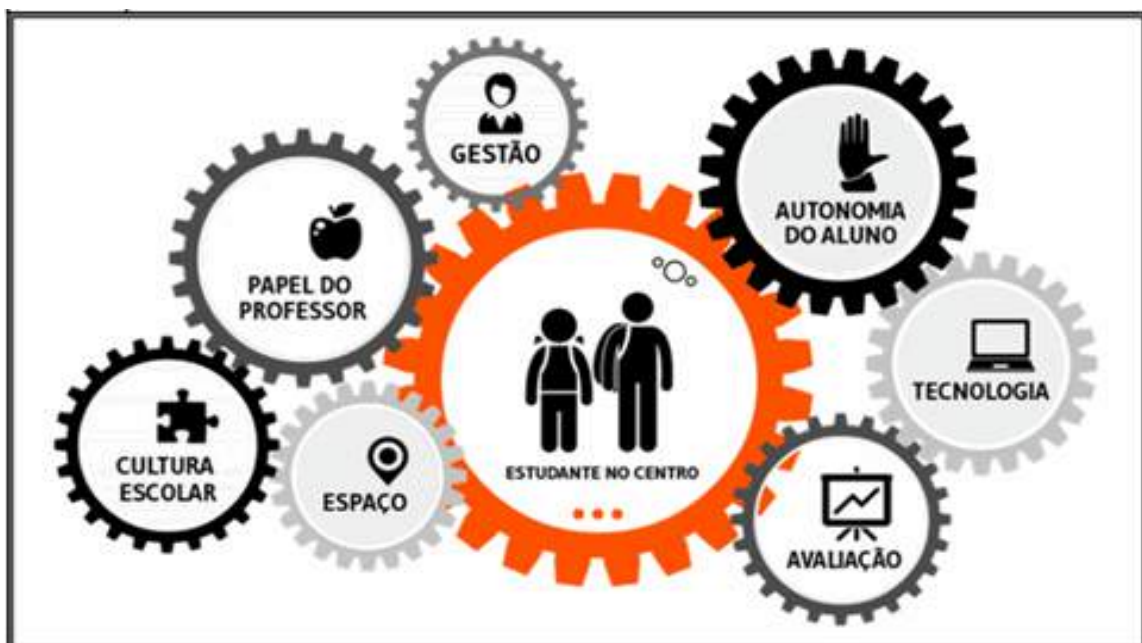 GESTÃO
AUTONOMIA
DO ALUNO
PAPEL DO
PROFESSOR
TECNOLOGIA
CULTURA
ESCOLAR
ESPAÇO
ESTUDANTE NO CENTRO
AVALIAÇÃO